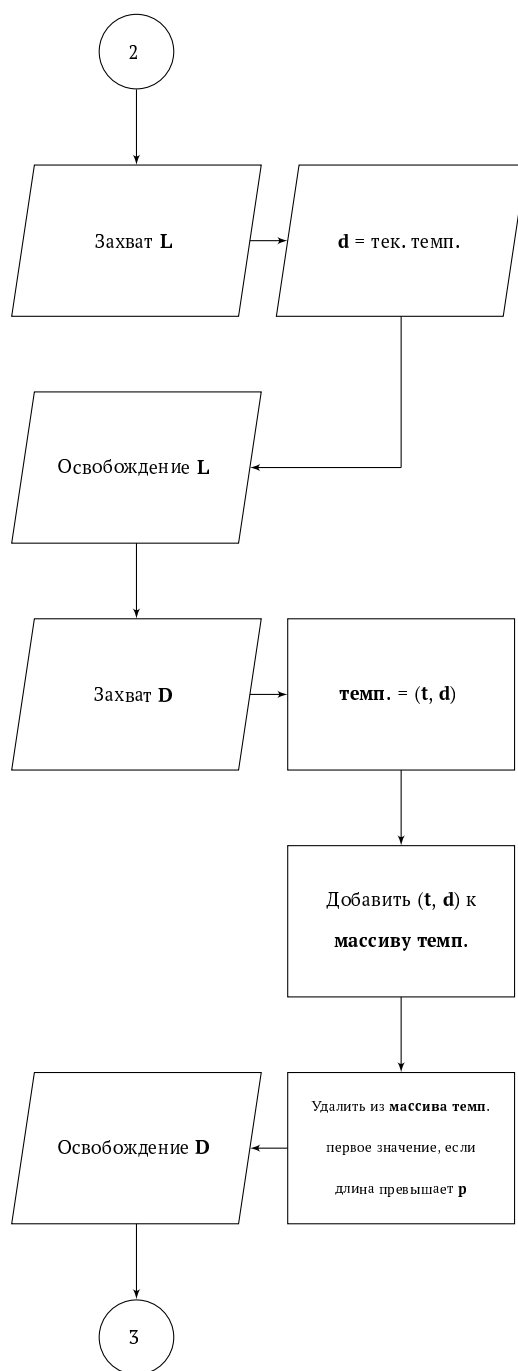 2
Захват L
d = тек. темп.
Освобождение L
Захват D
темп. = (t, d)
Добавить (t, d) к
массиву темп.
Удалить из массива темп.
первое значение, если
длина превышает p
Освобождение D
3